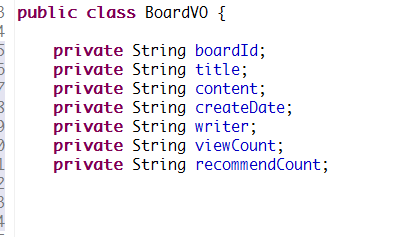 public class BoardVO {
private String boardId;
private String title;
private String content;
private String createDate;
private String writer;
private String viewCount;
private String recommendCount;